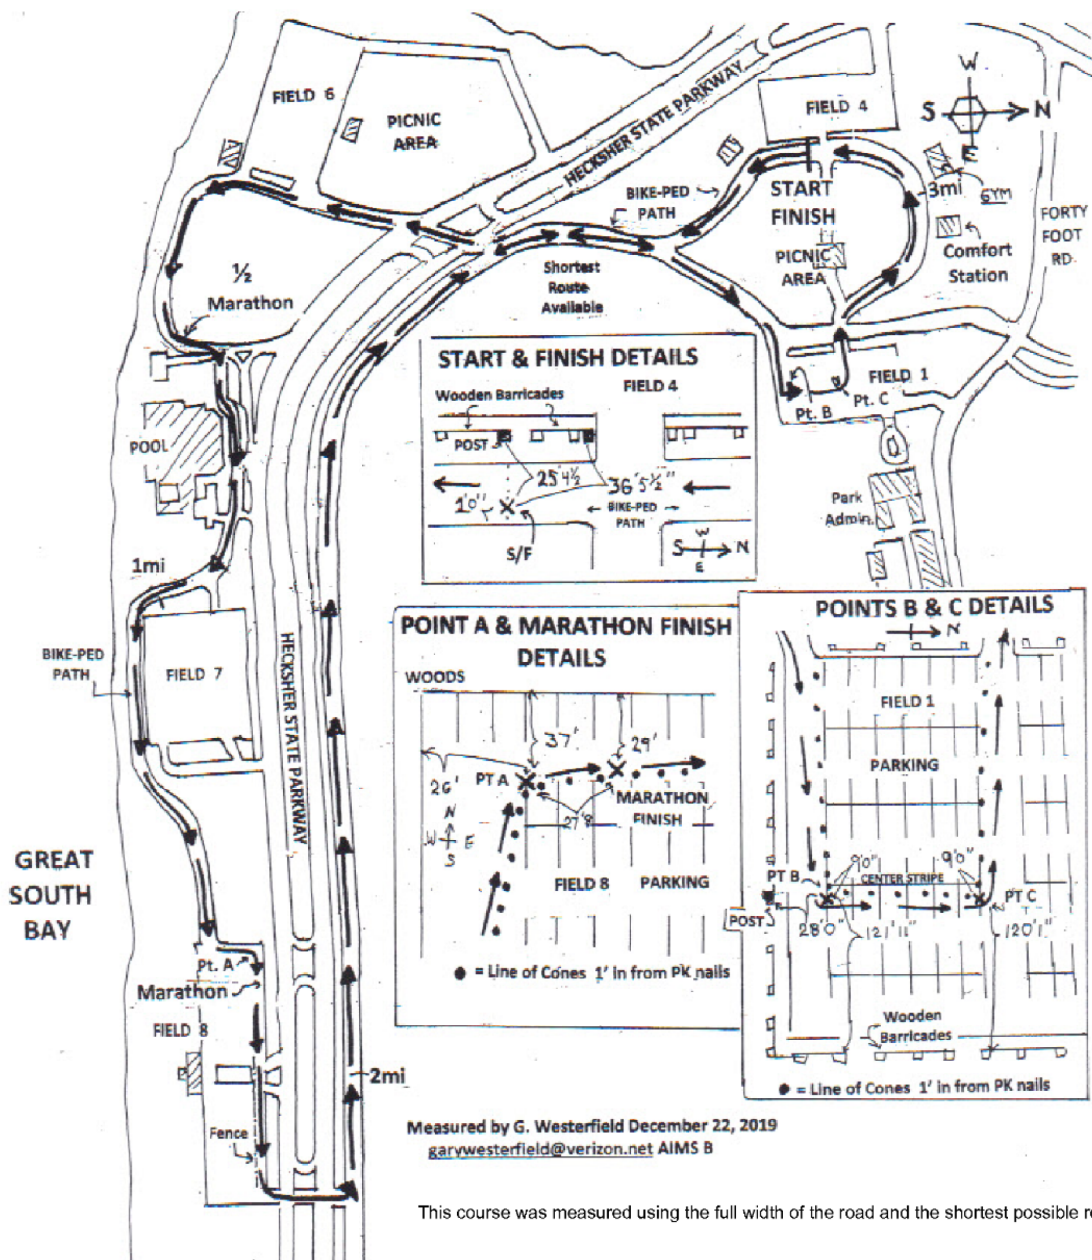 FIELD 6
PICNIC
AREA
HECKSHER STATE PARKWAY
FIELD 4
W
S
N
E
BIKE-PED
PATH
START
FINISH
3mi
GYM
FORTY
FOOT
RD.
PICNIC
AREA
Comfort
Station
½
Marathon
Shortest
Route
Available
FIELD 1
Pt. B
Pt. C
POOL
Park
Admin.
START & FINISH DETAILS
FIELD 4
Wooden Barricades
POST
25'4½
36'5½"
1'0"
BIKE-PED
PATH
S/F
W
S
N
E
1mi
BIKE-PED
PATH
FIELD 7
HECKSHER STATE PARKWAY
POINT A & MARATHON FINISH
DETAILS
WOODS
37'
29'
26'
PT A
MARATHON
FINISH
27'8
N
W
E
S
FIELD 8
PARKING
● = Line of Cones 1' in from PK nails
POINTS B & C DETAILS
N
FIELD 1
PARKING
9'0"
9'0"
PT B
CENTER STRIPE
PT C
POST
28'0"
121'11"
120'1"
Wooden
Barricades
● = Line of Cones 1' in from PK nails
GREAT
SOUTH
BAY
Pt. A
Marathon
FIELD 8
2mi
Fence
Measured by G. Westerfield December 22, 2019
garywesterfield@verizon.net AIMS B
This course was measured using the full width of the road and the shortest possible